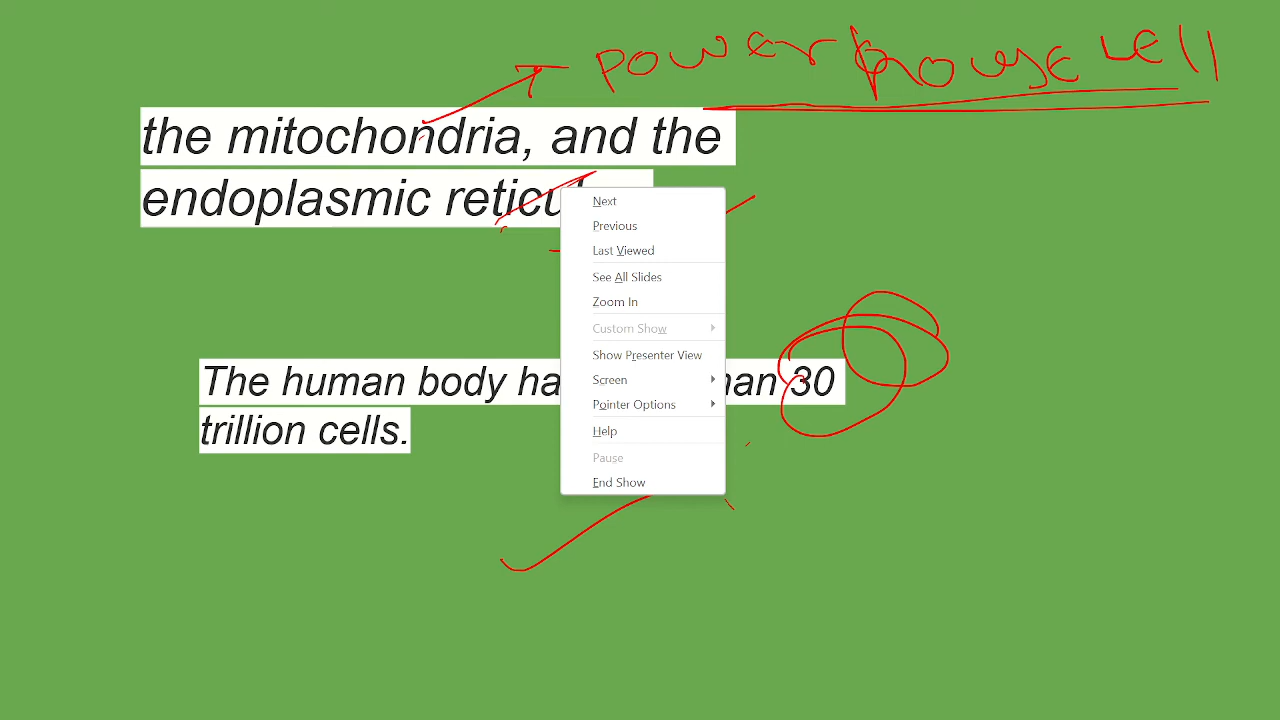 power house cell
the mitochondria, and the
endoplasmic reticul
Next
Previous
Last Viewed
See All Slides
Zoom In
Custom Show
Show Presenter View
Screen
Pointer Options
Help
Pause
End Show
The human body ha an 30
trillion cells.